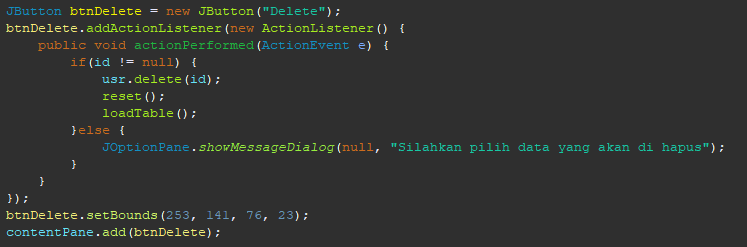 JButton btnDelete = new JButton("Delete");
btnDelete.addActionListener(new ActionListener() {
    public void actionPerformed(ActionEvent e) {
        if(id != null) {
            usr.delete(id);
            reset();
            loadTable();
        }else {
            JOptionPane.showMessageDialog(null, "Silahkan pilih data yang akan di hapus");
        }
    }
});
btnDelete.setBounds(253, 141, 76, 23);
contentPane.add(btnDelete);